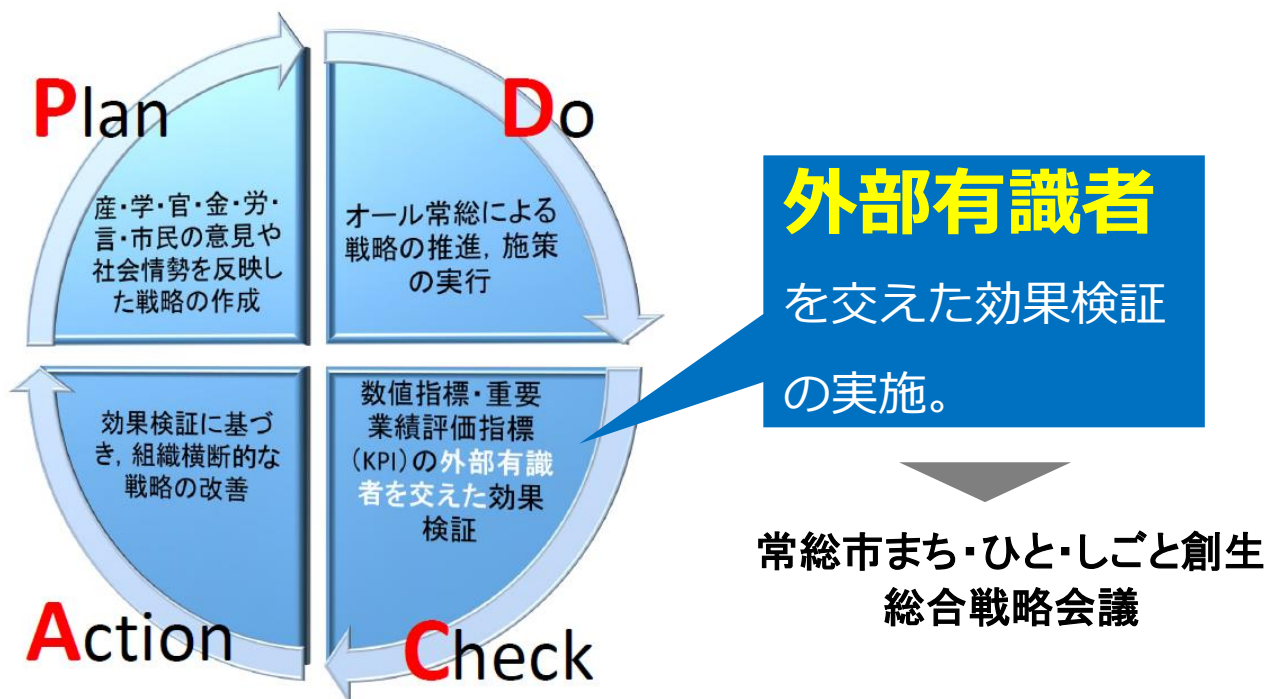 Plan
産・学・官・金・労・
言・市民の意見や
社会情勢を反映し
た戦略の作成
Do
オール常総による
戦略の推進，施策
の実行
数値指標・重要
業績評価指標
（KPI）の外部有識
者を交えた効果
検証
Check
効果検証に基づ
き，組織横断的な
戦略の改善
Action
外部有識者
を交えた効果検証
の実施。
常総市まち・ひと・しごと創生
総合戦略会議